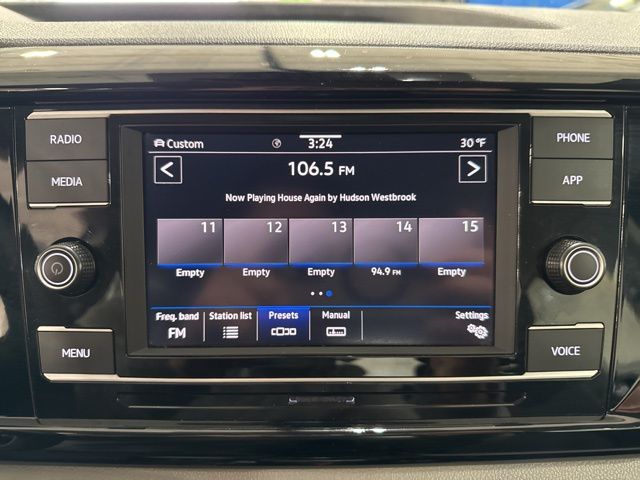 RADIO
MEDIA
MENU
PHONE
APP
VOICE
Custom 3:24 30°F
106.5 FM
Now Playing House Again by Hudson Westbrook
11 12 13 14 15
Empty Empty Empty 94.9 FM Empty
Freq. band Station list Presets Manual Settings
FM